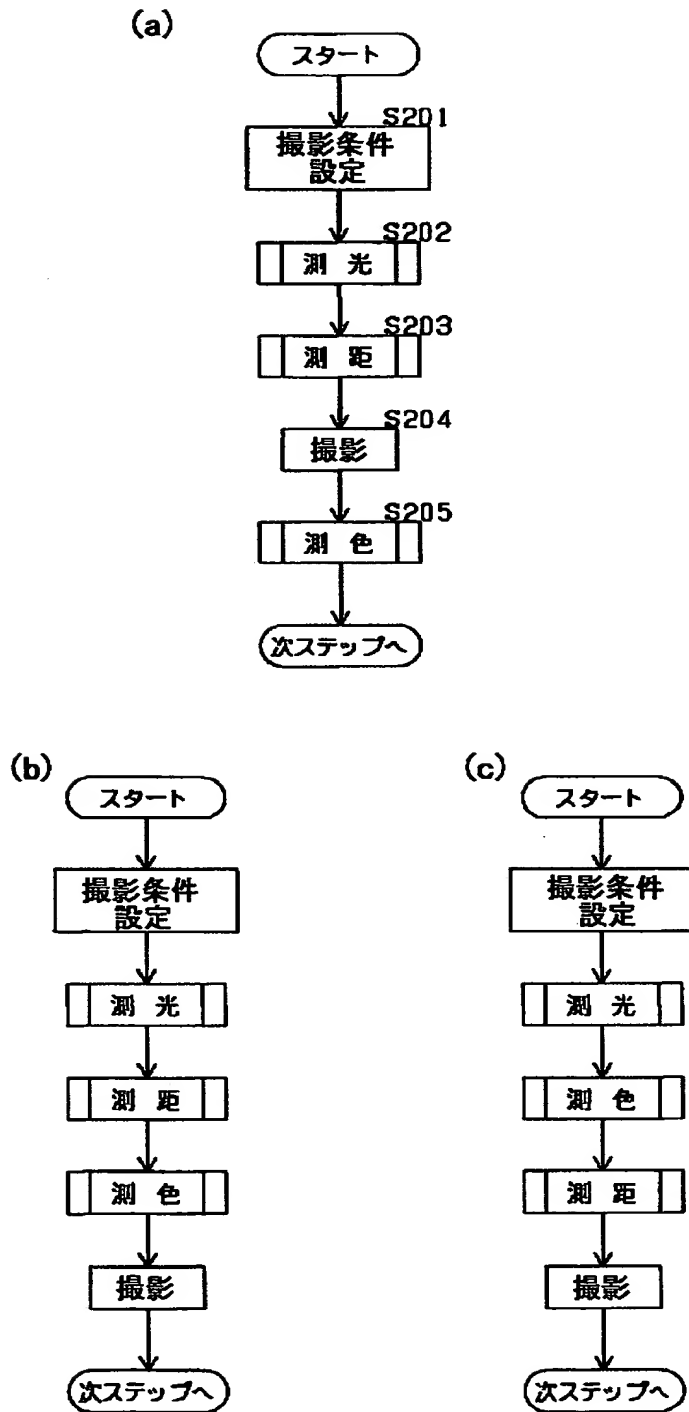 (a)
スタート
S201
撮影条件
設定
S202
測光
S203
測距
S204
撮影
S205
測色
次ステップへ
(b)
スタート
撮影条件
設定
測光
測距
測色
撮影
次ステップへ
(c)
スタート
撮影条件
設定
測光
測色
測距
撮影
次ステップへ